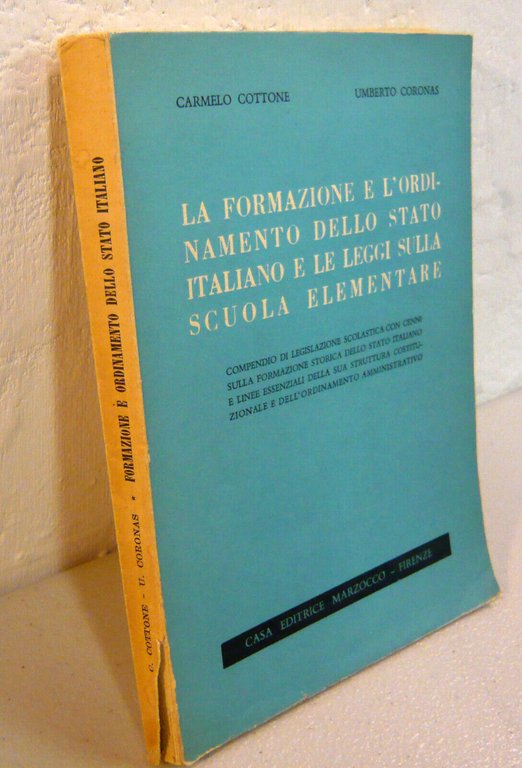 CARMELO COTTONE
UMBERTO CORONAS
LA FORMAZIONE E L'ORDI-
NAMENTO DELLO STATO
ITALIANO E LE LEGGI SULLA
SCUOLA ELEMENTARE
COMPENDIO DI LEGISLAZIONE SCOLASTICA CON CENNI
SULLA FORMAZIONE STORICA DELLO STATO ITALIANO
E LINEE ESSENZIALI DELLA SUA STRUTTURA COSTITU-
ZIONALE E DELL'ORDINAMENTO AMMINISTRATIVO
CASA EDITRICE MARZOCCO - FIRENZE
C. COTTONE - U. CORONAS * FORMAZIONE E ORDINAMENTO DELLO STATO ITALIANO